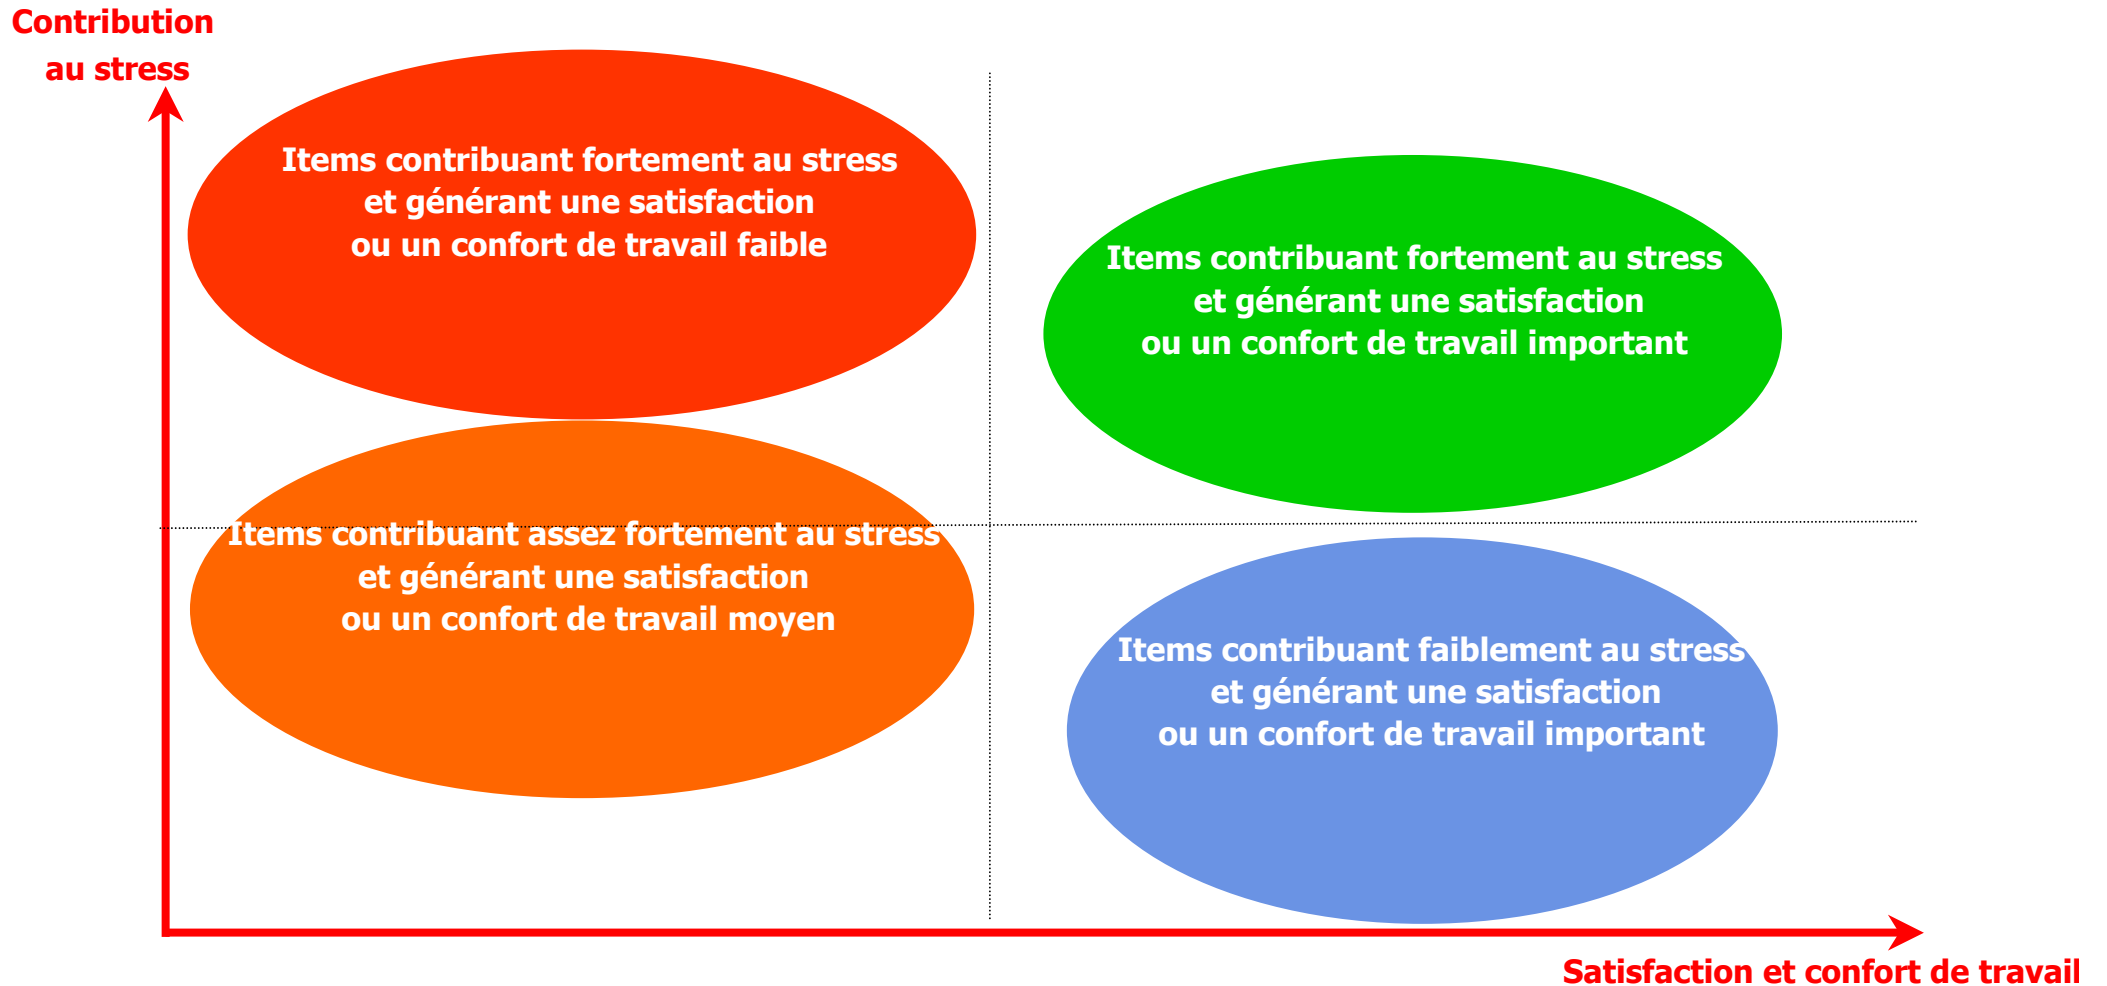 Contribution
au stress
Items contribuant fortement au stress
et générant une satisfaction
ou un confort de travail faible
Items contribuant fortement au stress
et générant une satisfaction
ou un confort de travail important
Items contribuant assez fortement au stress
et générant une satisfaction
ou un confort de travail moyen
Items contribuant faiblement au stress
et générant une satisfaction
ou un confort de travail important
Satisfaction et confort de travail